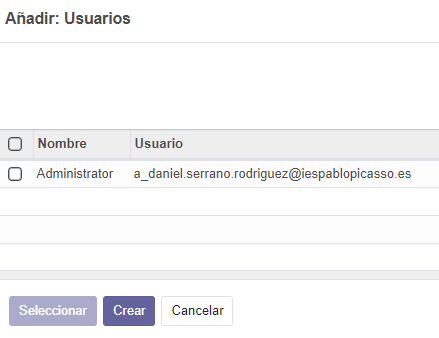 Añadir: Usuarios
Nombre Usuario
Administrator a_daniel.serrano.rodriguez@iespablopicasso.es
Seleccionar Crear Cancelar